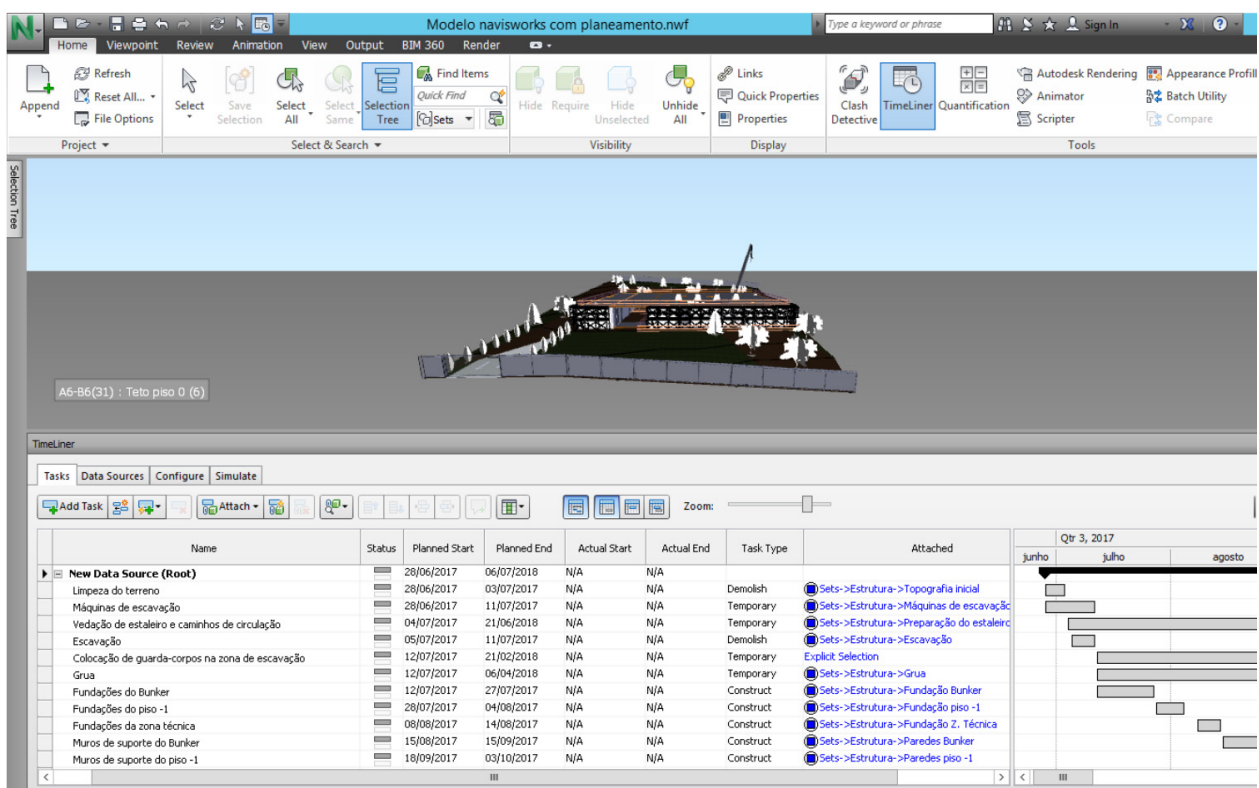 Modelo navisworks com planeamento.nwf
Type a keyword or phrase
Sign In
Home Viewpoint Review Animation View Output BIM 360 Render
Append
Refresh
Reset All...
File Options
Project
Select
Save Selection
Select All
Select Same
Selection Tree
Find Items
Quick Find
Sets
Select & Search
Hide
Require
Hide Unselected
Unhide All
Visibility
Links
Quick Properties
Properties
Display
Clash Detective
TimeLiner
Quantification
Autodesk Rendering
Animator
Scripter
Appearance Profil
Batch Utility
Compare
Tools
Selection Tree
A6-B6(31) : Teto piso 0 (6)
TimeLiner
Tasks Data Sources Configure Simulate
Add Task Attach Zoom:
Name Status Planned Start Planned End Actual Start Actual End Task Type Attached
Qtr 3, 2017
junho julho agosto
New Data Source (Root) 28/06/2017 06/07/2018 N/A N/A
Limpeza do terreno 28/06/2017 03/07/2017 N/A N/A Demolish Sets->Estrutura->Topografia inicial
Máquinas de escavação 28/06/2017 11/07/2017 N/A N/A Temporary Sets->Estrutura->Máquinas de escavação
Vedação de estaleiro e caminhos de circulação 04/07/2017 21/06/2018 N/A N/A Temporary Sets->Estrutura->Preparação do estaleiro
Escavação 05/07/2017 11/07/2017 N/A N/A Demolish Sets->Estrutura->Escavação
Colocação de guarda-corpos na zona de escavação 12/07/2017 21/02/2018 N/A N/A Temporary Explicit Selection
Grua 12/07/2017 06/04/2018 N/A N/A Temporary Sets->Estrutura->Grua
Fundações do Bunker 12/07/2017 27/07/2017 N/A N/A Construct Sets->Estrutura->Fundação Bunker
Fundações do piso -1 28/07/2017 04/08/2017 N/A N/A Construct Sets->Estrutura->Fundação piso -1
Fundações da zona técnica 08/08/2017 14/08/2017 N/A N/A Construct Sets->Estrutura->Fundação Z. Técnica
Muros de suporte do Bunker 15/08/2017 15/09/2017 N/A N/A Construct Sets->Estrutura->Paredes Bunker
Muros de suporte do piso -1 18/09/2017 03/10/2017 N/A N/A Construct Sets->Estrutura->Paredes piso -1